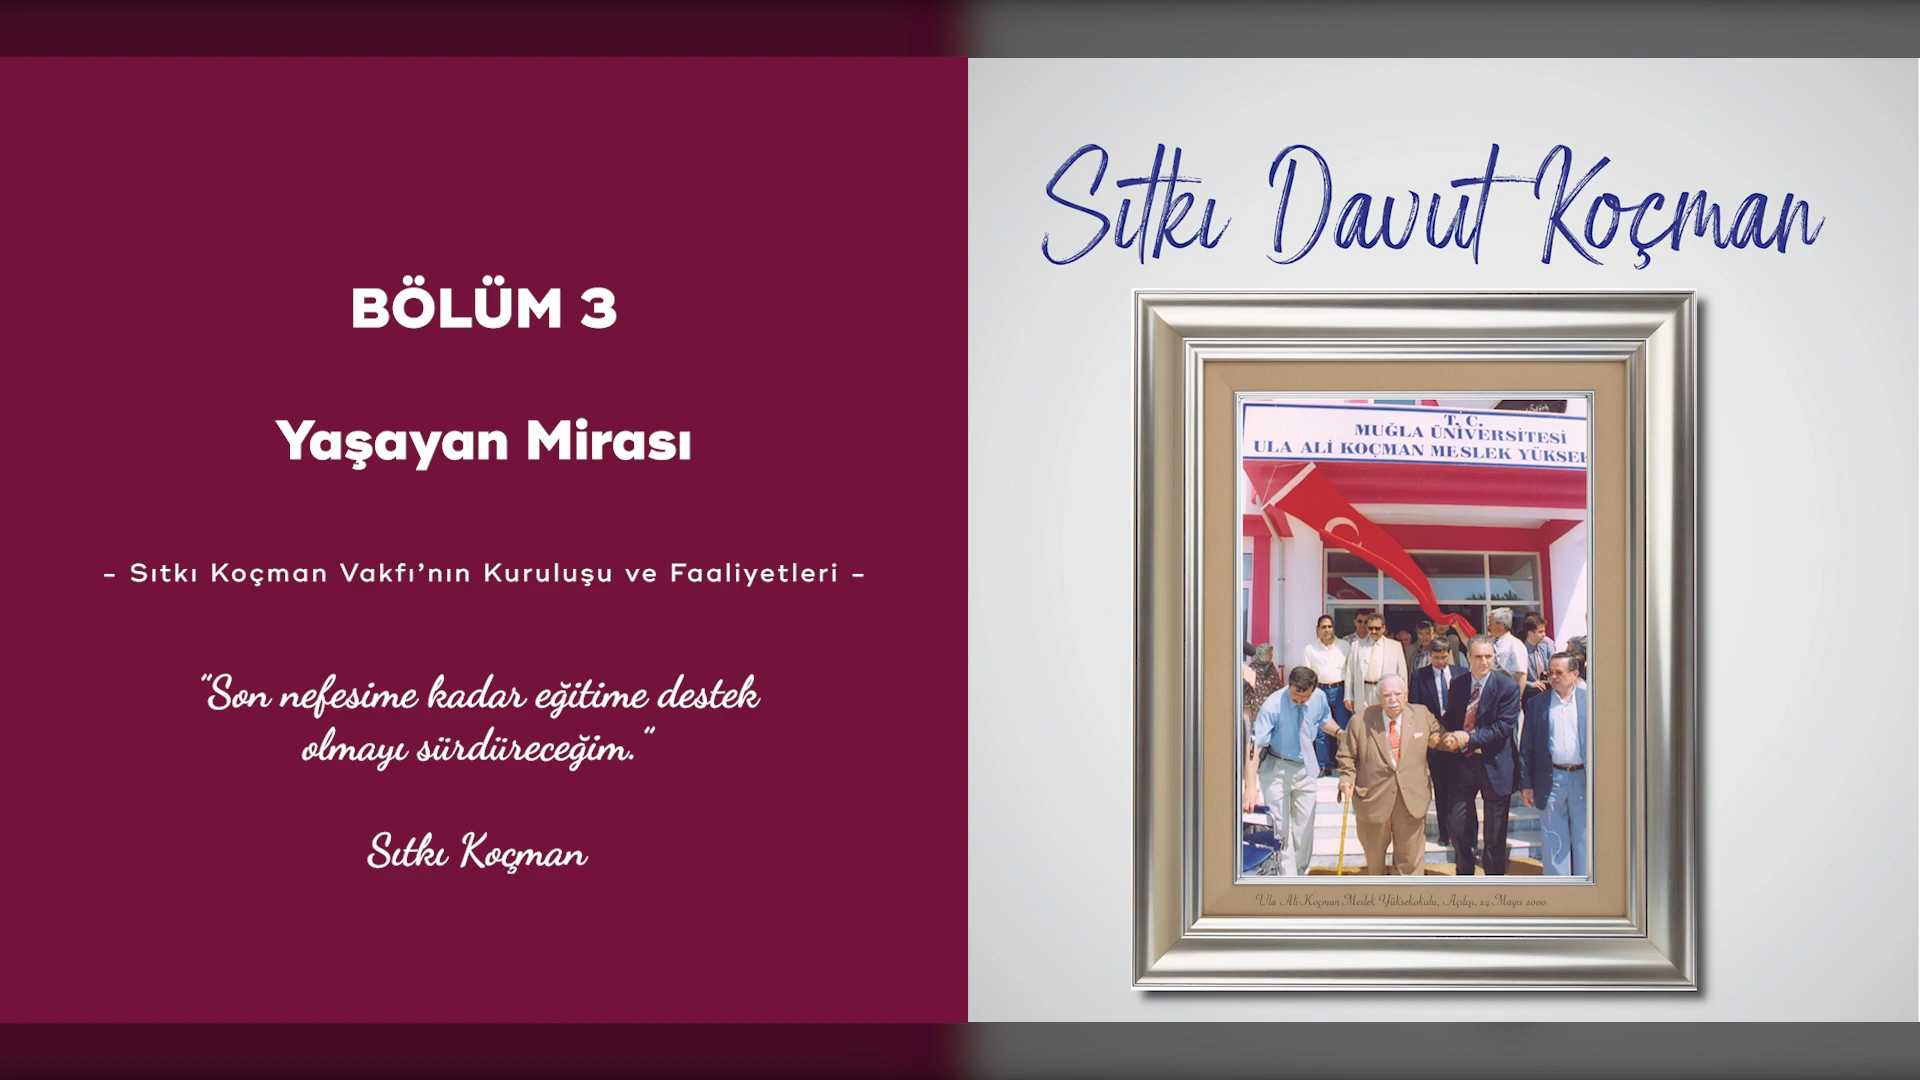 BÖLÜM 3
Yaşayan Mirası
- Sıtkı Koçman Vakfı’nın Kuruluşu ve Faaliyetleri -
"Son nefesime kadar eğitime destek
olmayı sürdüreceğim."
Sıtkı Koçman
Sıtkı Davut Koçman
T. C.
MUĞLA ÜNİVERSİTESİ
ULA ALİ KOÇMAN MESLEK YÜKSEK
Ula Ali Koçman Meslek Yüksekokulu, Açılışı, 24 Mayıs 2000